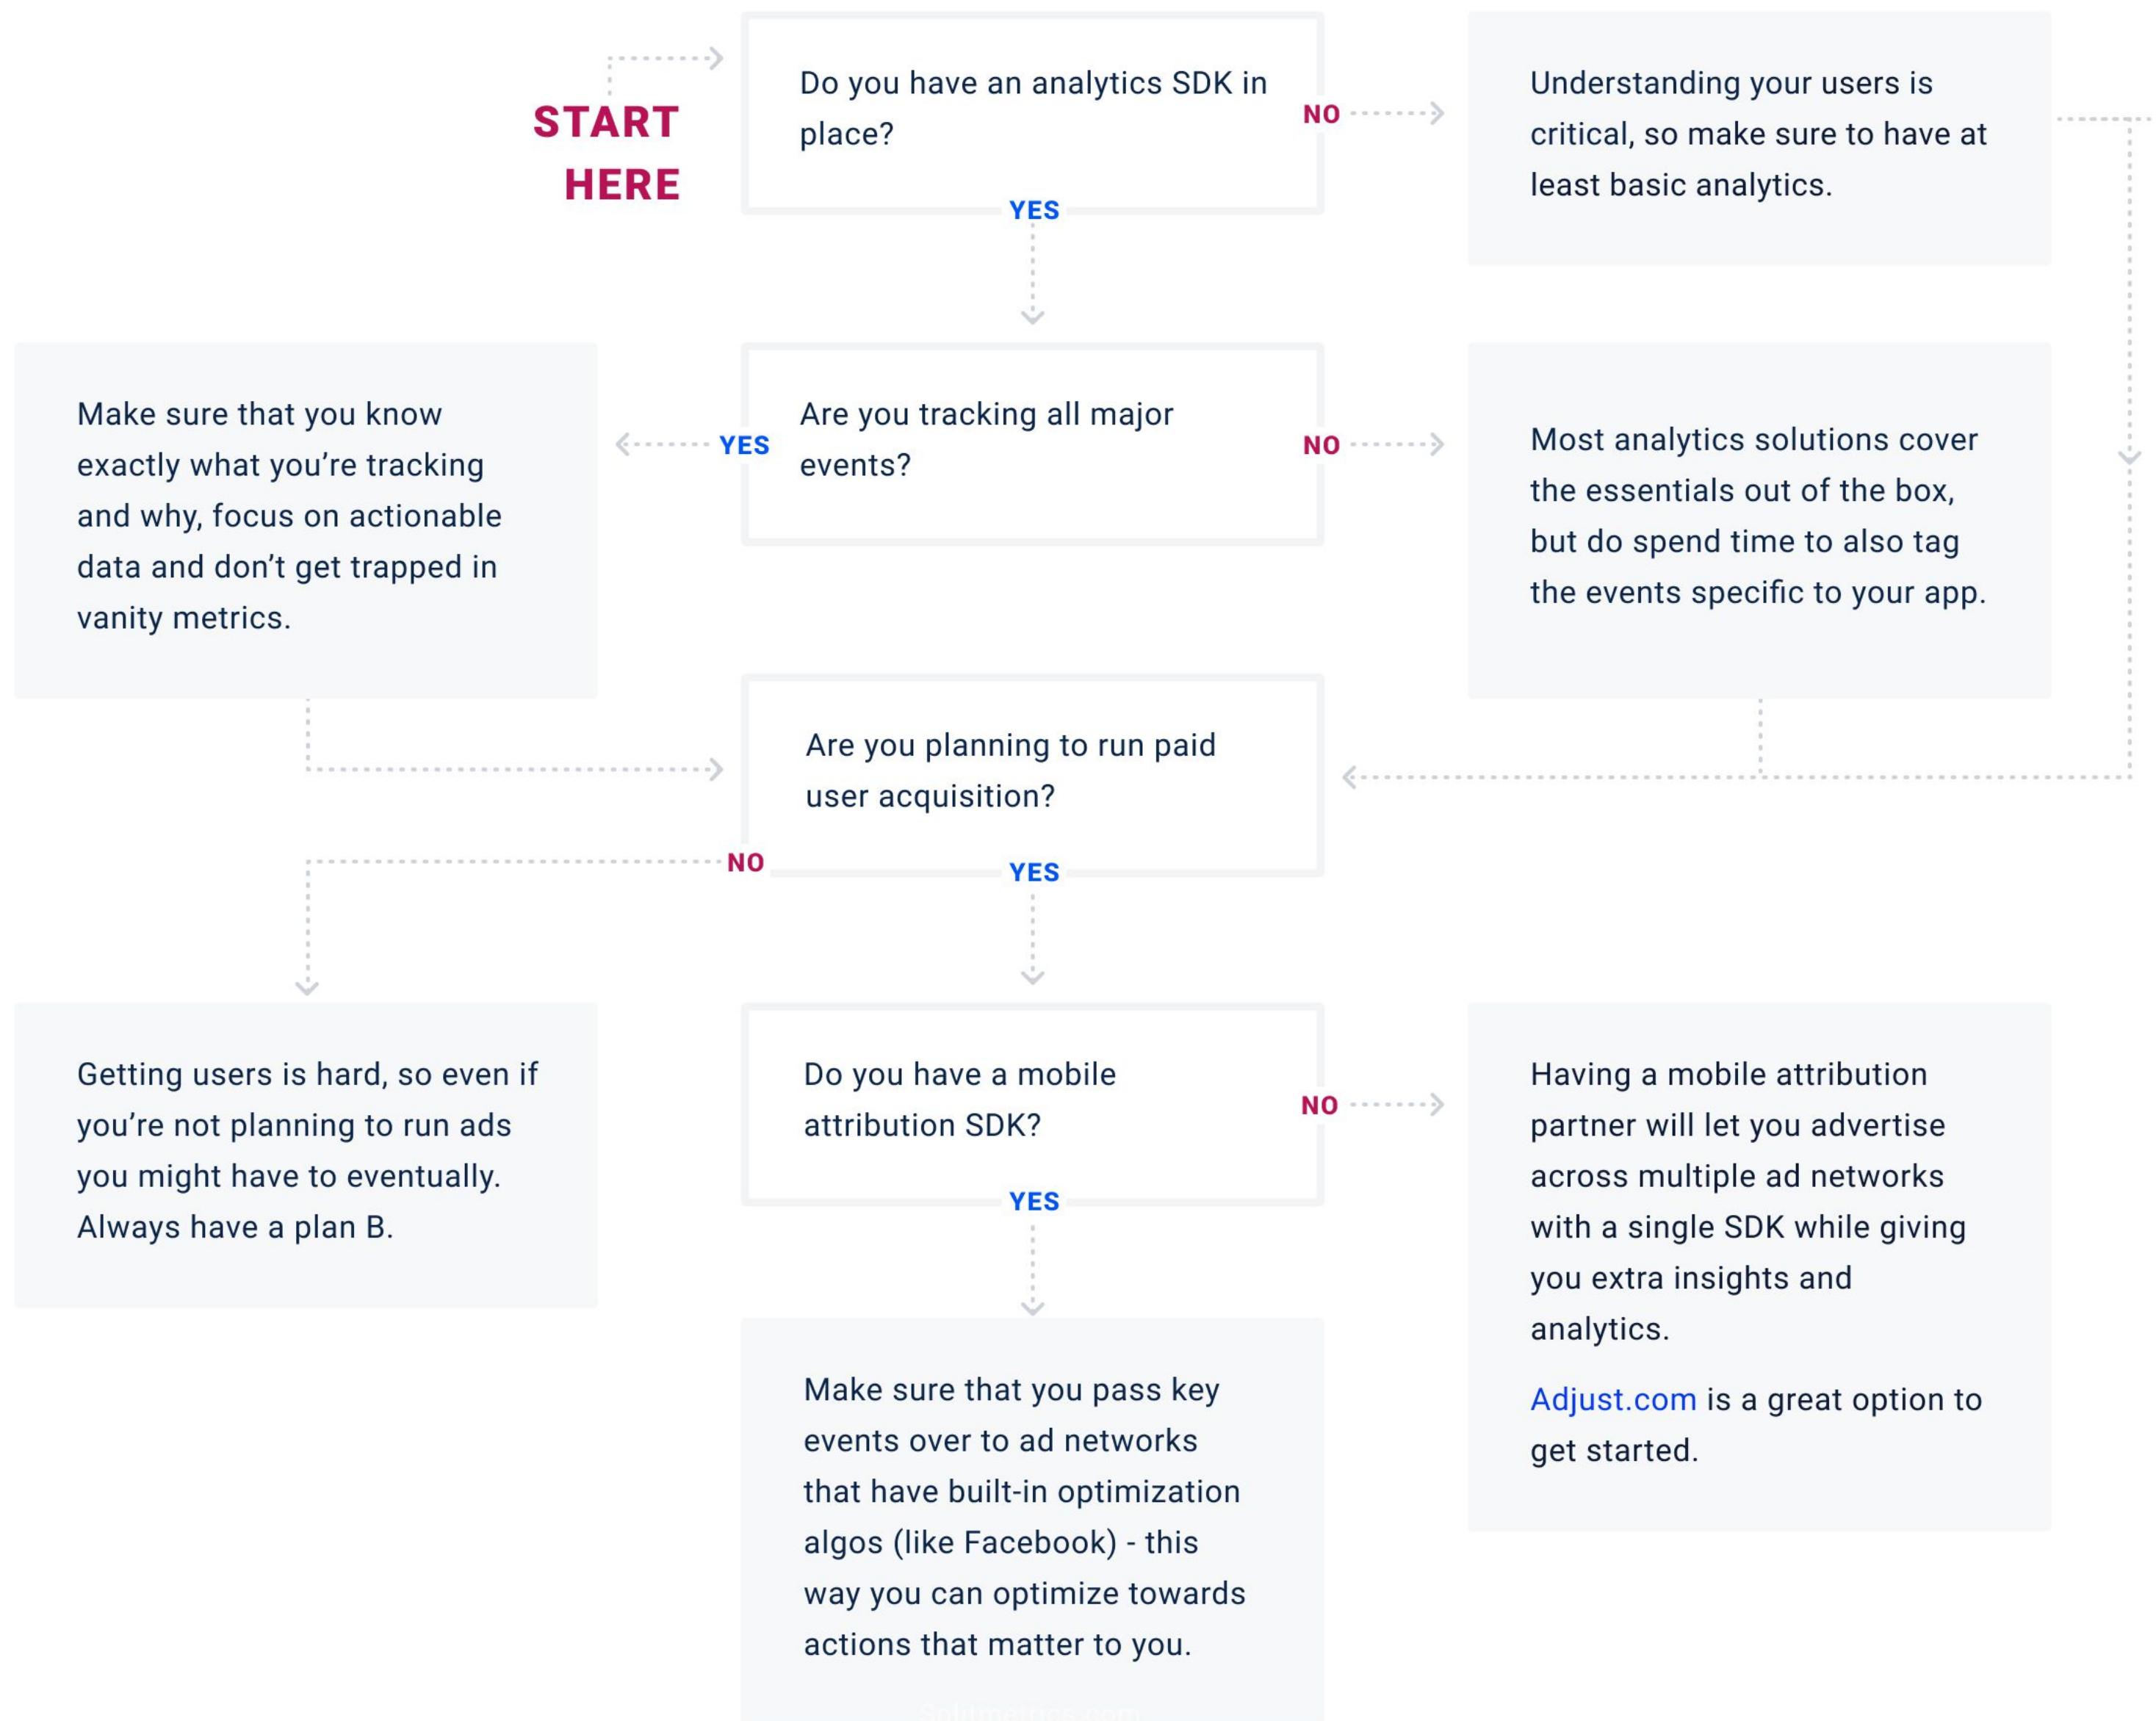 START
HERE
Do you have an analytics SDK in
place?
NO
YES
Understanding your users is
critical, so make sure to have at
least basic analytics.
Make sure that you know
exactly what you’re tracking
and why, focus on actionable
data and don’t get trapped in
vanity metrics.
YES
Are you tracking all major
events?
NO
Most analytics solutions cover
the essentials out of the box,
but do spend time to also tag
the events specific to your app.
Are you planning to run paid
user acquisition?
NO
YES
Getting users is hard, so even if
you’re not planning to run ads
you might have to eventually.
Always have a plan B.
Do you have a mobile
attribution SDK?
NO
YES
Having a mobile attribution
partner will let you advertise
across multiple ad networks
with a single SDK while giving
you extra insights and
analytics.
Adjust.com is a great option to
get started.
Make sure that you pass key
events over to ad networks
that have built-in optimization
algos (like Facebook) - this
way you can optimize towards
actions that matter to you.
Splitmetrics.com